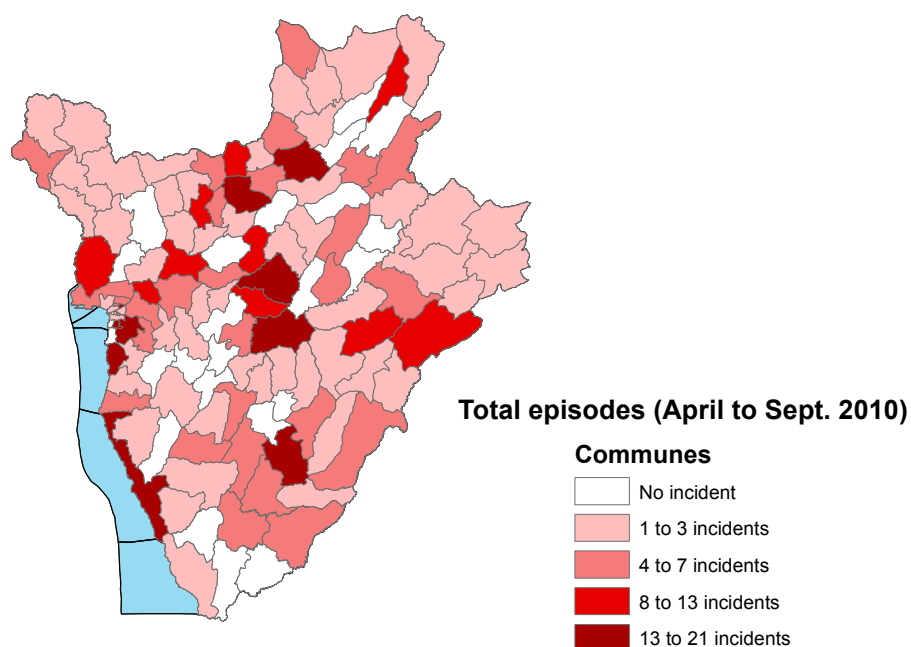 Total episodes (April to Sept. 2010)
Communes
No incident
1 to 3 incidents
4 to 7 incidents
8 to 13 incidents
13 to 21 incidents